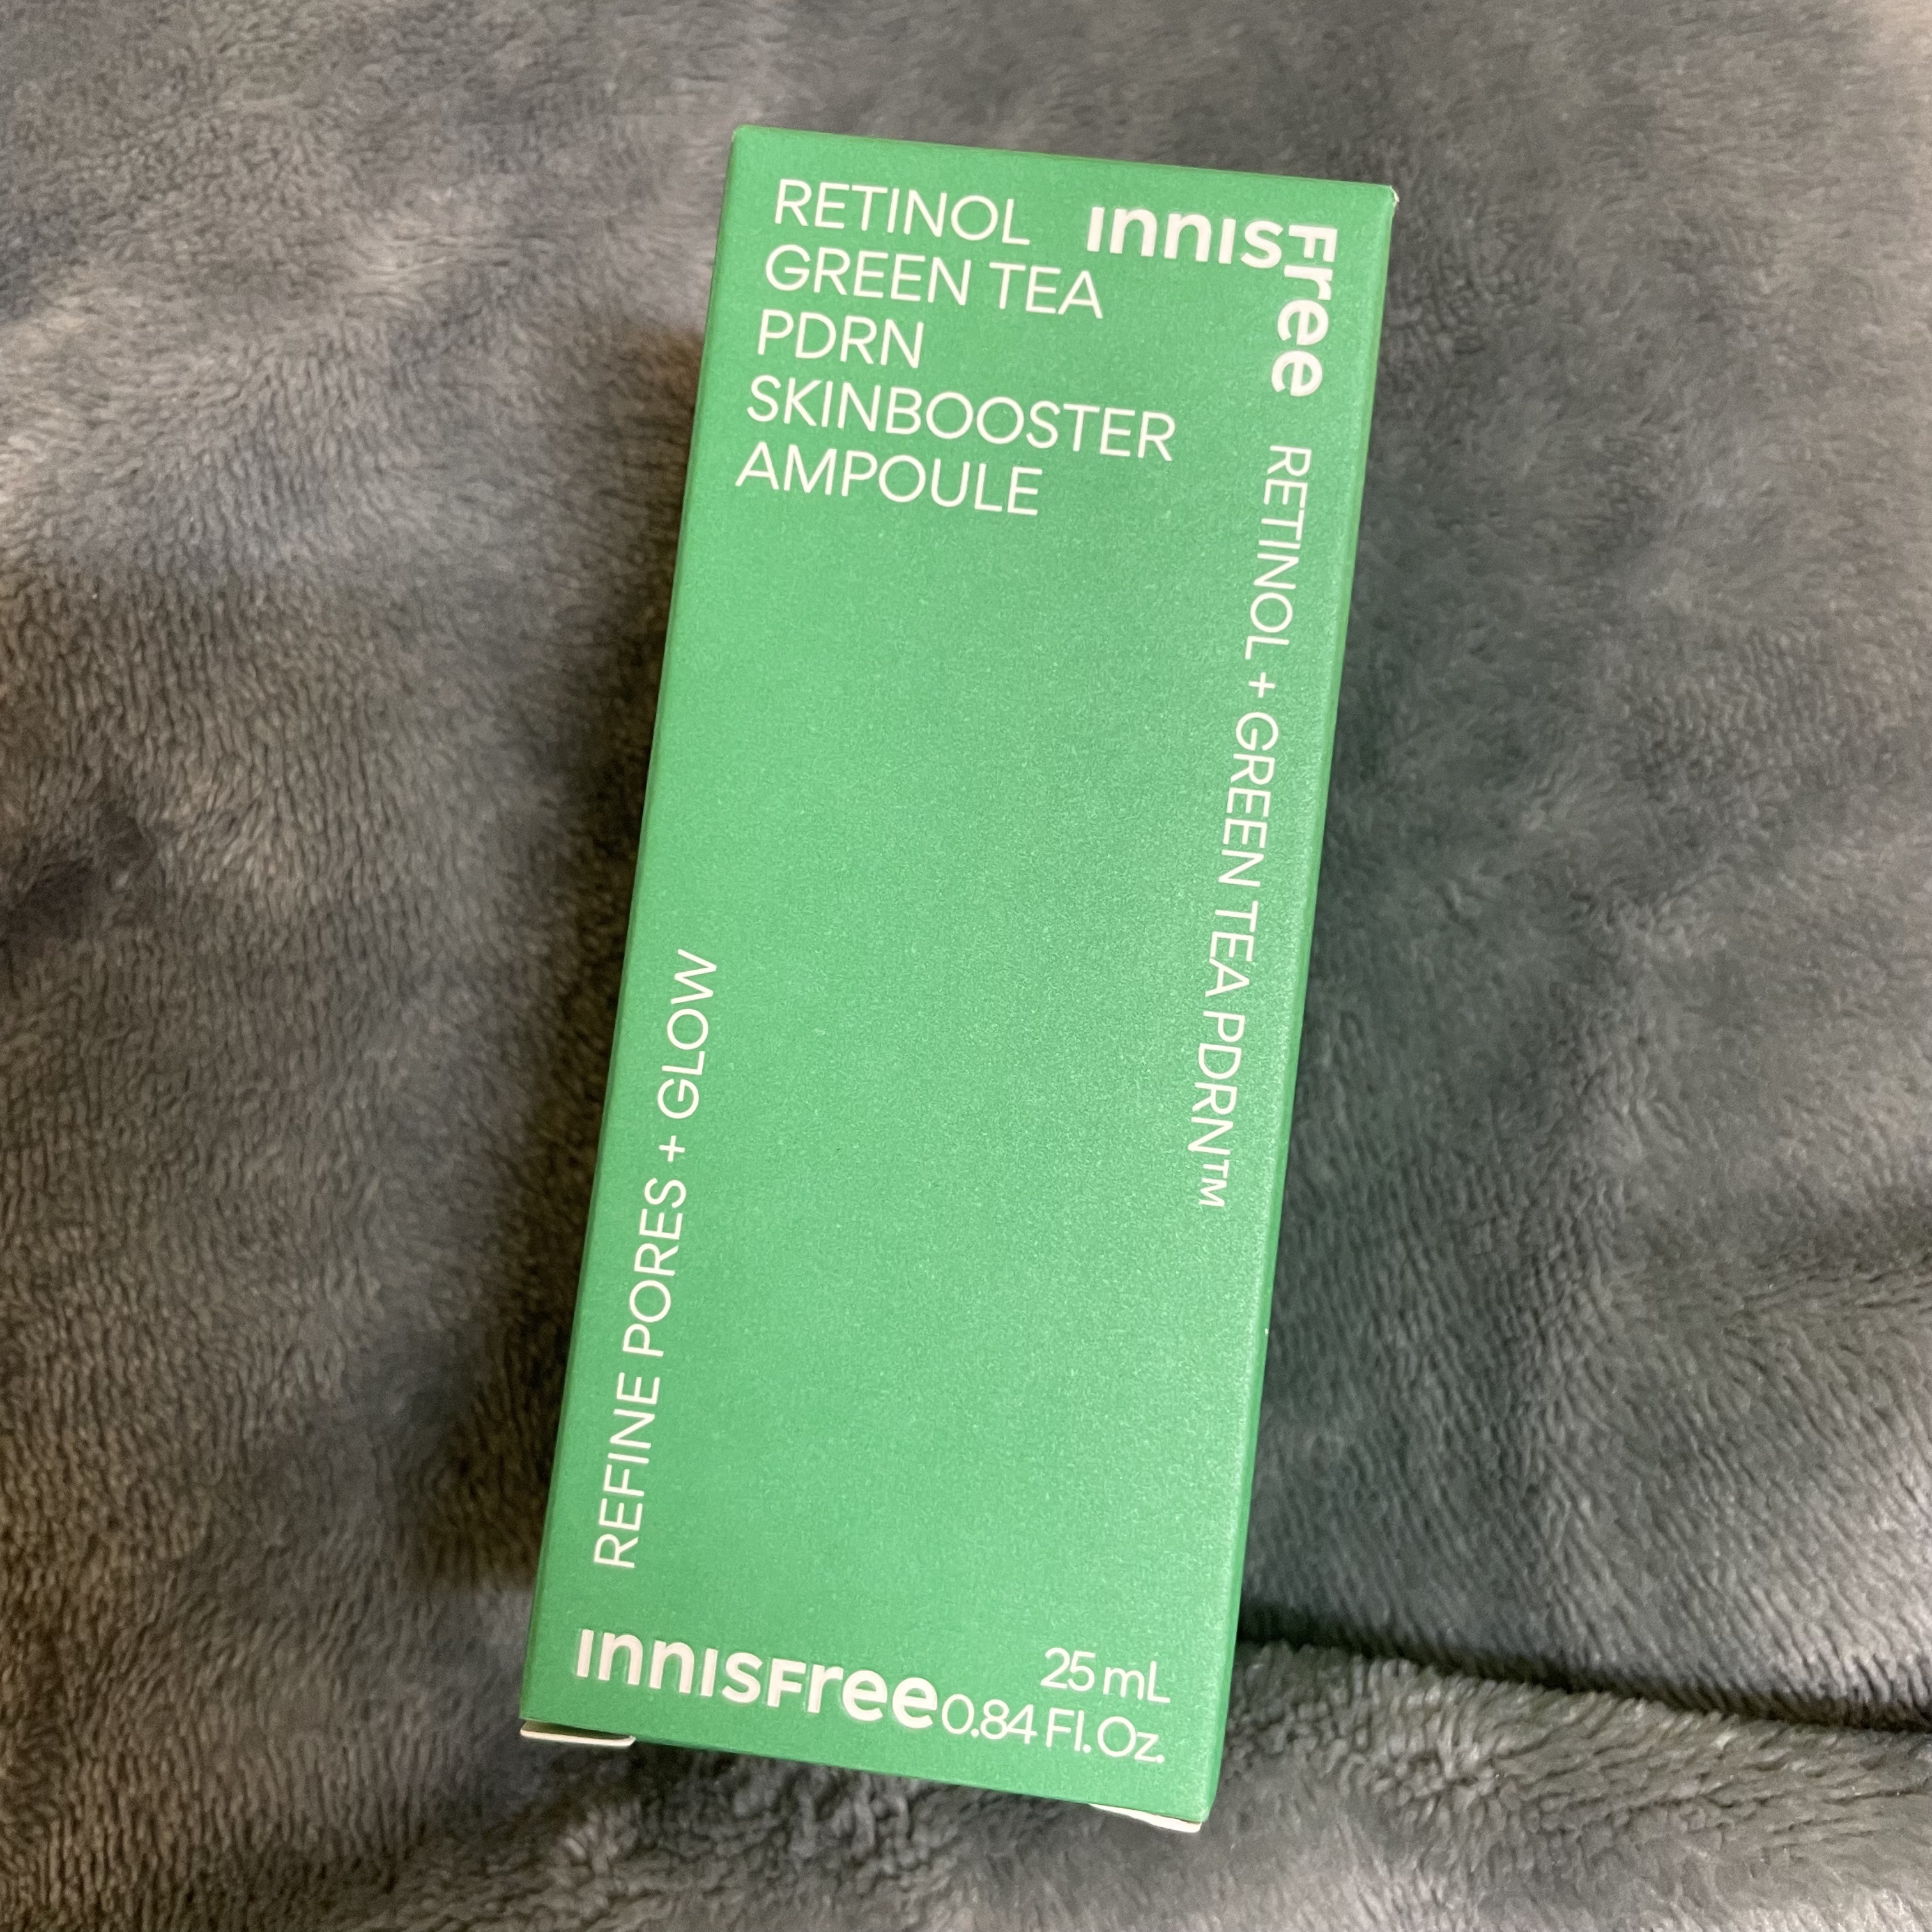 RETINOL
GREEN TEA
PDRN
SKINBOOSTER
AMPOULE
innisFree
RETINOL + GREEN TEA PDRN™
REFINE PORES + GLOW
innisFree
25 mL
0.84 Fl. Oz.